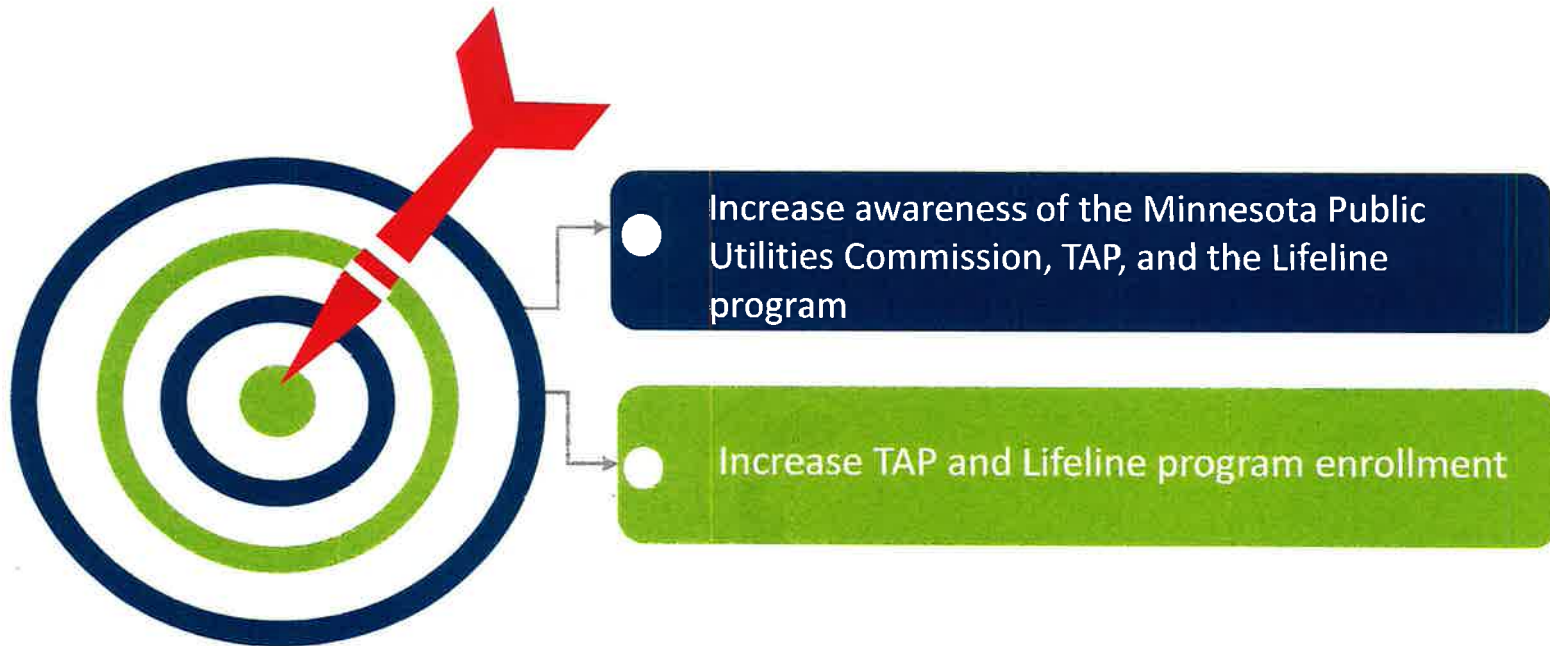 Increase awareness of the Minnesota Public
Utilities Commission, TAP, and the Lifeline
program
Increase TAP and Lifeline program enrollment